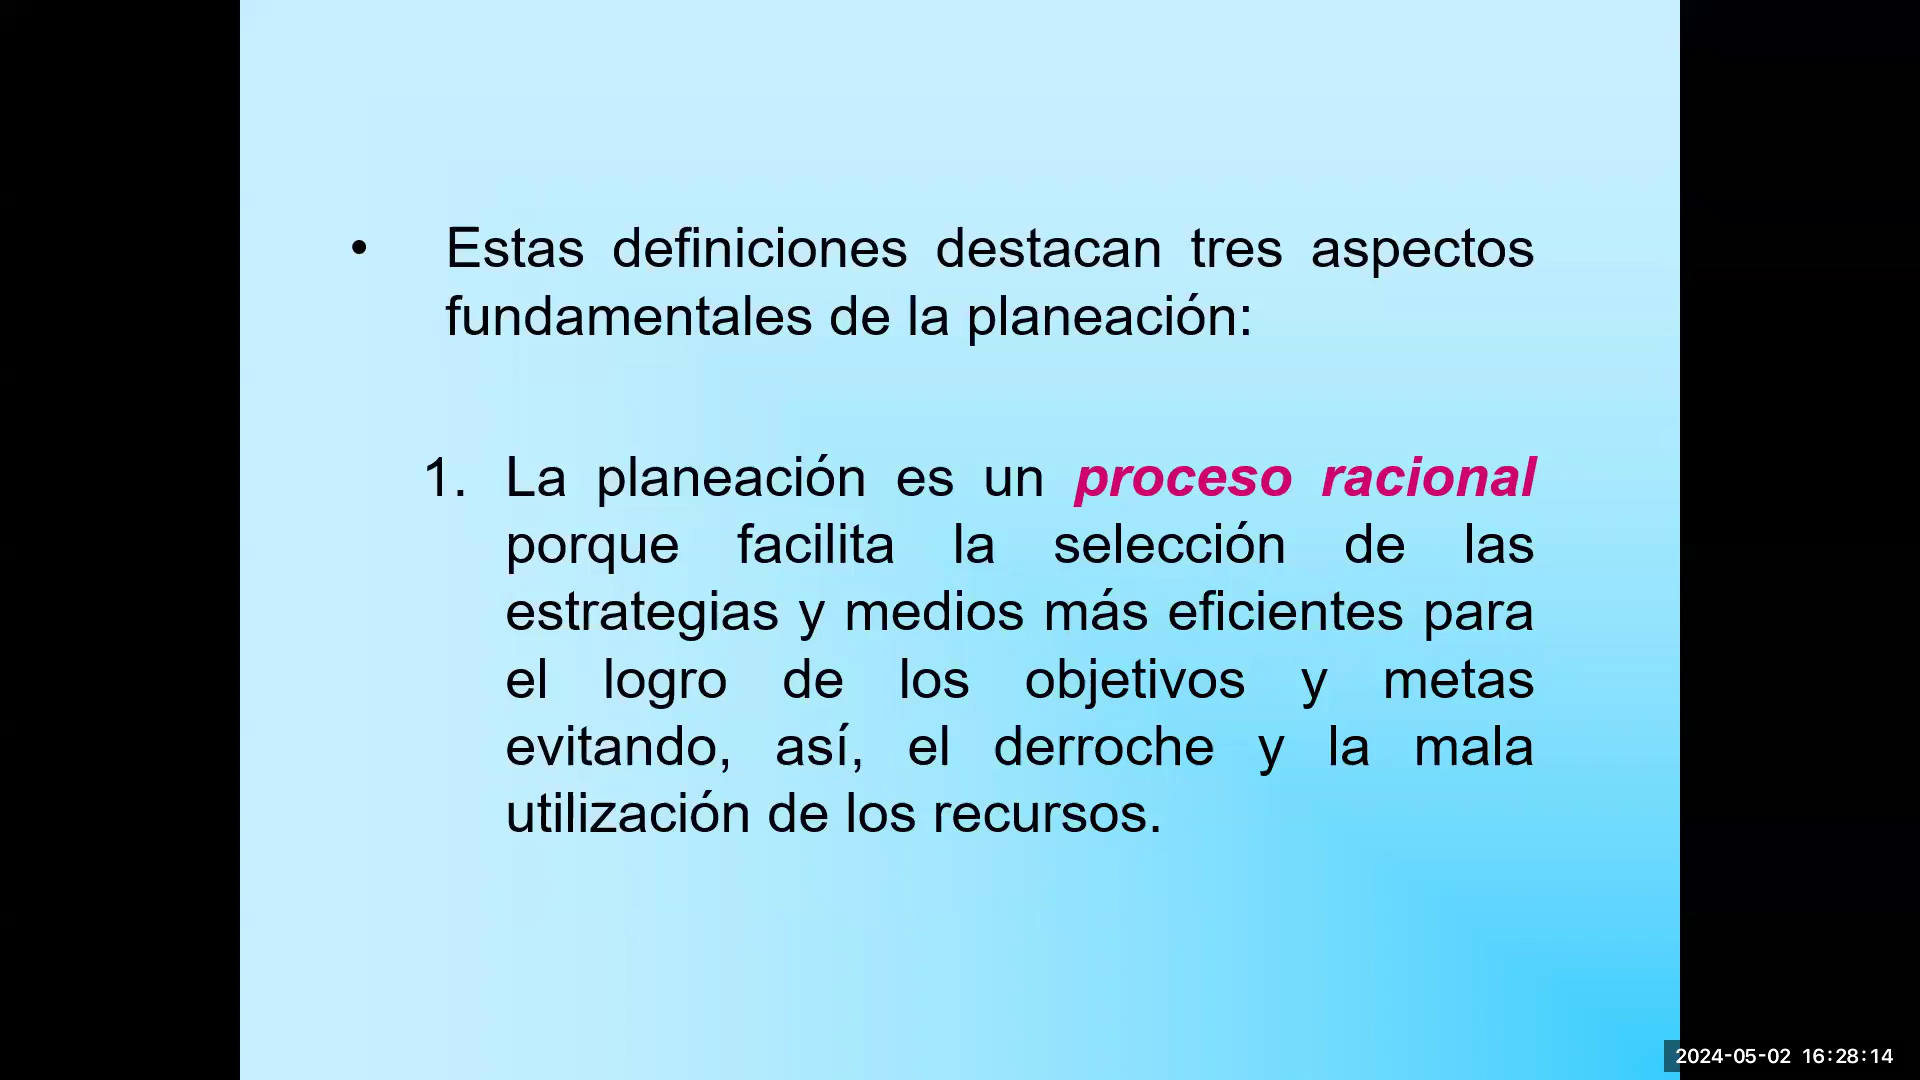 • Estas definiciones destacan tres aspectos
fundamentales de la planeación:
1. La planeación es un proceso racional
porque facilita la selección de las
estrategias y medios más eficientes para
el logro de los objetivos y metas
evitando, así, el derroche y la mala
utilización de los recursos.
2024-05-02 16:28:14